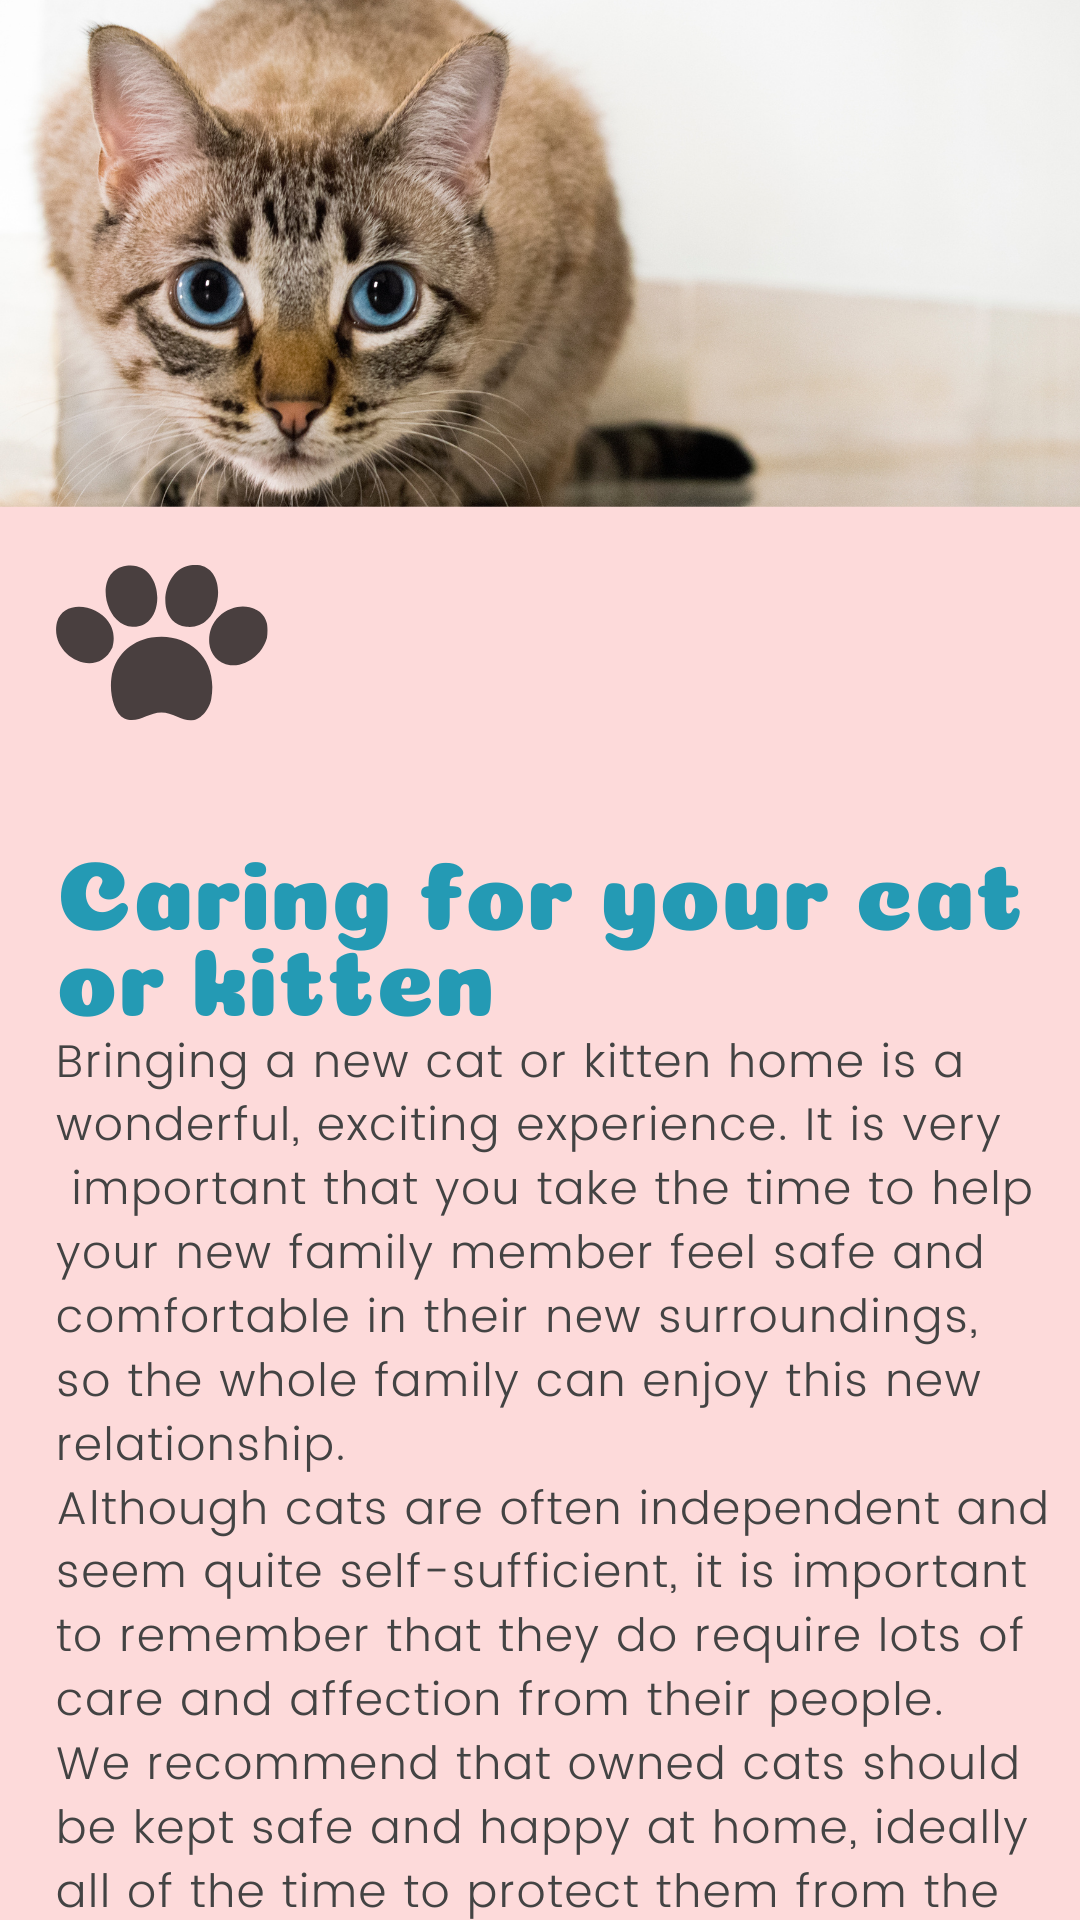 Caring for your cat
or kitten
Bringing a new cat or kitten home is a
wonderful, exciting experience. It is very
important that you take the time to help
your new family member feel safe and
comfortable in their new surroundings,
so the whole family can enjoy this new
relationship.
Although cats are often independent and
seem quite self-sufficient, it is important
to remember that they do require lots of
care and affection from their people.
We recommend that owned cats should
be kept safe and happy at home, ideally
all of the time to protect them from the